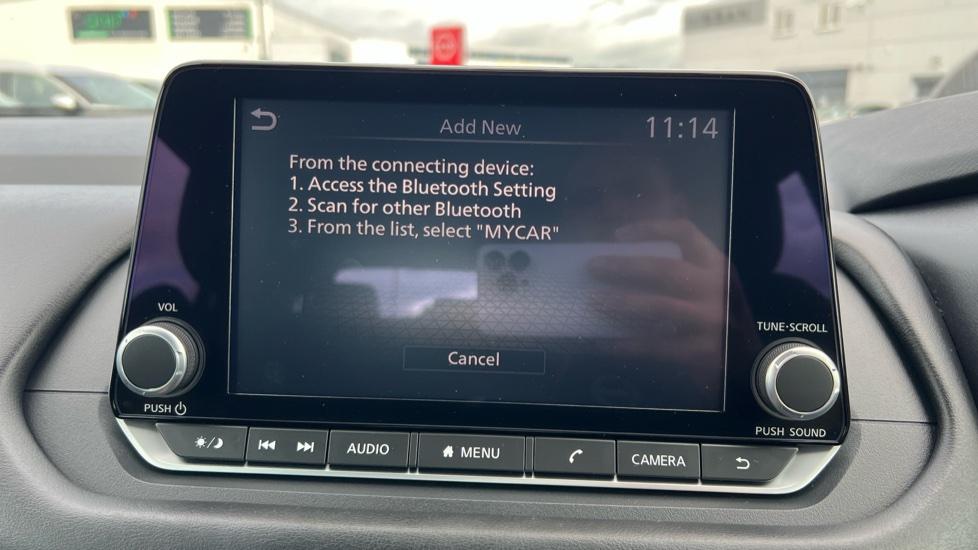 Add New
11:14
From the connecting device:
1. Access the Bluetooth Setting
2. Scan for other Bluetooth
3. From the list, select "MYCAR"
Cancel
VOL
TUNE·SCROLL
PUSH
PUSH SOUND
AUDIO
MENU
CAMERA